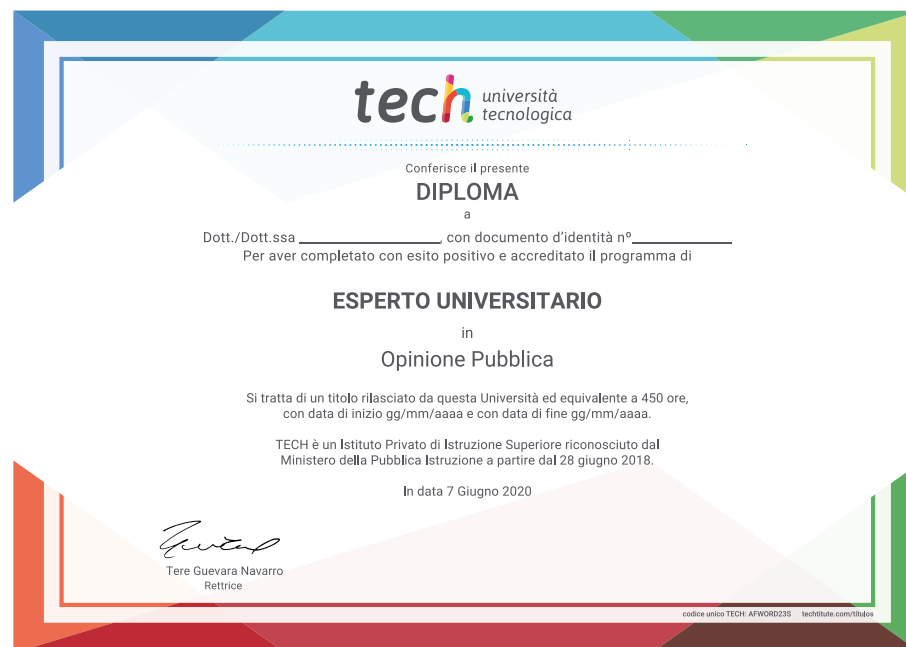 tech università
tecnologica
Conferisce il presente
DIPLOMA
a
Dott./Dott.ssa ____________________, con documento d'identità nº______________
Per aver completato con esito positivo e accreditato il programma di
ESPERTO UNIVERSITARIO
in
Opinione Pubblica
Si tratta di un titolo rilasciato da questa Università ed equivalente a 450 ore,
con data di inizio gg/mm/aaaa e con data di fine gg/mm/aaaa.
TECH è un Istituto Privato di Istruzione Superiore riconosciuto dal
Ministero della Pubblica Istruzione a partire dal 28 giugno 2018.
In data 7 Giugno 2020
Tere Guevara Navarro
Rettrice
codice unico TECH: AFWORD23S techtitute.com/titulos